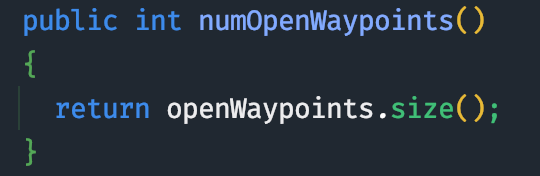 public int numOpenWaypoints()
{
  return openWaypoints.size();
}